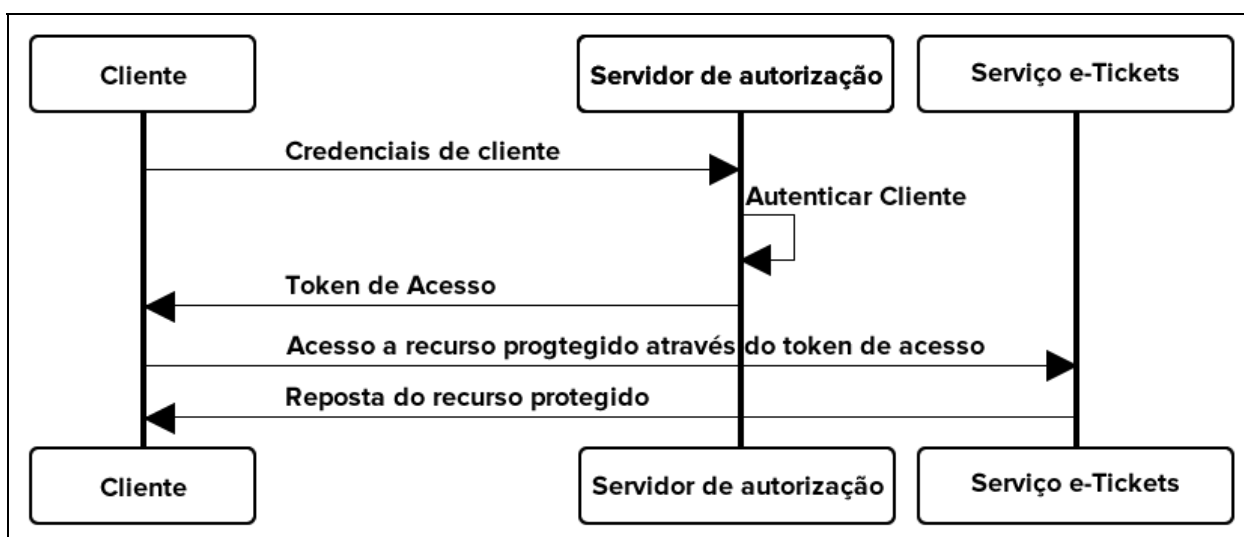 Cliente
Servidor de autorização
Serviço e-Tickets
Credenciais de cliente
Autenticar Cliente
Token de Acesso
Acesso a recurso progtegido através do token de acesso
Reposta do recurso protegido
Cliente
Servidor de autorização
Serviço e-Tickets